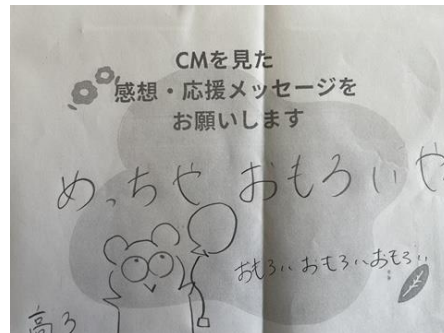 CMを見た
感想・応援メッセージを
お願いします
めっちゃ おもろいや
おもろい おもろい おもろい
高3